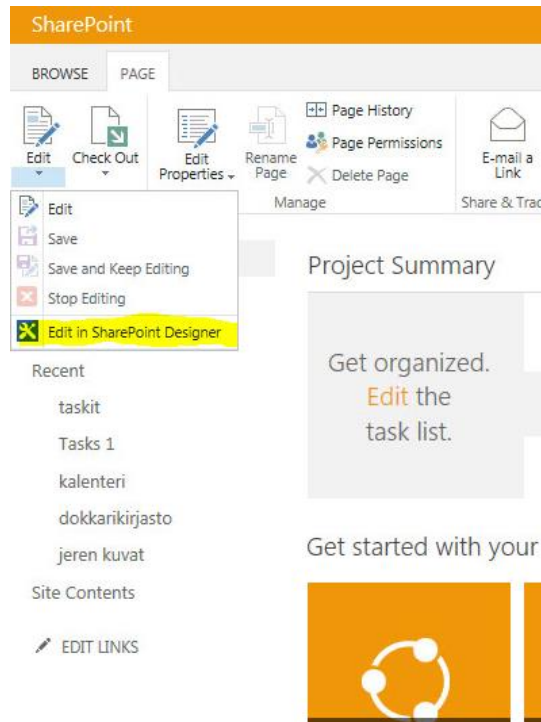 SharePoint
BROWSE PAGE
Edit
Check Out
Edit
Properties
Rename
Page
Page History
Page Permissions
Delete Page
E-mail a
Link
Manage
Share & Trac
Edit
Save
Save and Keep Editing
Stop Editing
Edit in SharePoint Designer
Recent
taskit
Tasks 1
kalenteri
dokkarikirjasto
jeren kuvat
Site Contents
EDIT LINKS
Project Summary
Get organized.
Edit the
task list.
Get started with your